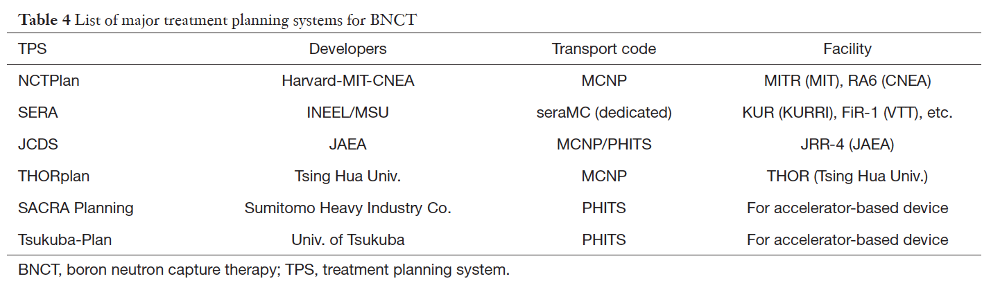 Table 4 List of major treatment planning systems for BNCT
TPS Developers Transport code Facility
NCTPlan Harvard-MIT-CNEA MCNP MITR (MIT), RA6 (CNEA)
SERA INEEL/MSU seraMC (dedicated) KUR (KURRI), FiR-1 (VTT), etc.
JCDS JAEA MCNP/PHITS JRR-4 (JAEA)
THORplan Tsing Hua Univ. MCNP THOR (Tsing Hua Univ.)
SACRA Planning Sumitomo Heavy Industry Co. PHITS For accelerator-based device
Tsukuba-Plan Univ. of Tsukuba PHITS For accelerator-based device
BNCT, boron neutron capture therapy; TPS, treatment planning system.